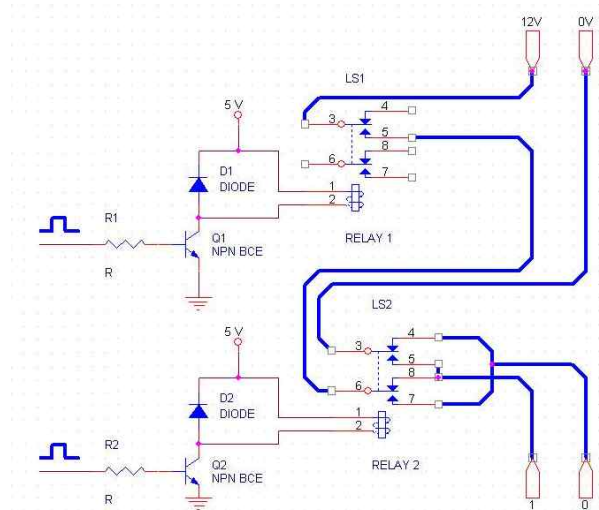 12V 0V
LS1
4
3
5 V
5
8
6
D1
DIODE
7
1
2
R1
Q1
NPN BCE
RELAY 1
R
LS2
5 V
4
3
5
8
6
D2
DIODE
7
1
2
R2
Q2
NPN BCE
RELAY 2
R
1 0